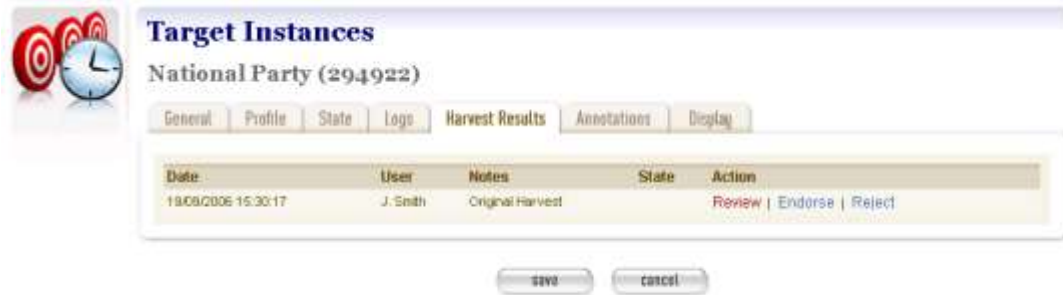 Target Instances
National Party (294922)
General Profile State Logs Harvest Results Annotations Display
Date User Notes State Action
19/09/2006 15:30:17 J. Smith Original Harvest Review | Endorse | Reject
save cancel